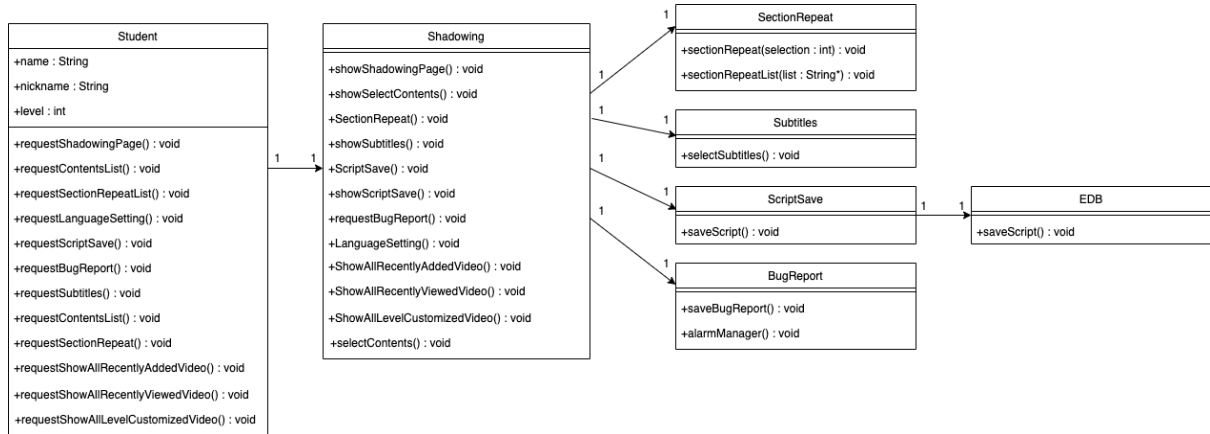 Student
+name : String
+nickname : String
+level : int
+requestShadowingPage() : void
+requestContentsList() : void
+requestSectionRepeatList() : void
+requestLanguageSetting() : void
+requestScriptSave() : void
+requestBugReport() : void
+requestSubtitles() : void
+requestContentsList() : void
+requestSectionRepeat() : void
+requestShowAllRecentlyAddedVideo() : void
+requestShowAllRecentlyViewedVideo() : void
+requestShowAllLevelCustomizedVideo() : void
1
1
Shadowing
+showShadowingPage() : void
+showSelectContents() : void
+SectionRepeat() : void
+showSubtitles() : void
+ScriptSave() : void
+showScriptSave() : void
+requestBugReport() : void
+LanguageSetting() : void
+ShowAllRecentlyAddedVideo() : void
+ShowAllRecentlyViewedVideo() : void
+ShowAllLevelCustomizedVideo() : void
+selectContents() : void
1
1
SectionRepeat
+sectionRepeat(selection : int) : void
+sectionRepeatList(list : String*) : void
1
1
Subtitles
+selectSubtitles() : void
1
1
ScriptSave
+saveScript() : void
1
1
EDB
+saveScript() : void
1
1
BugReport
+saveBugReport() : void
+alarmManager() : void